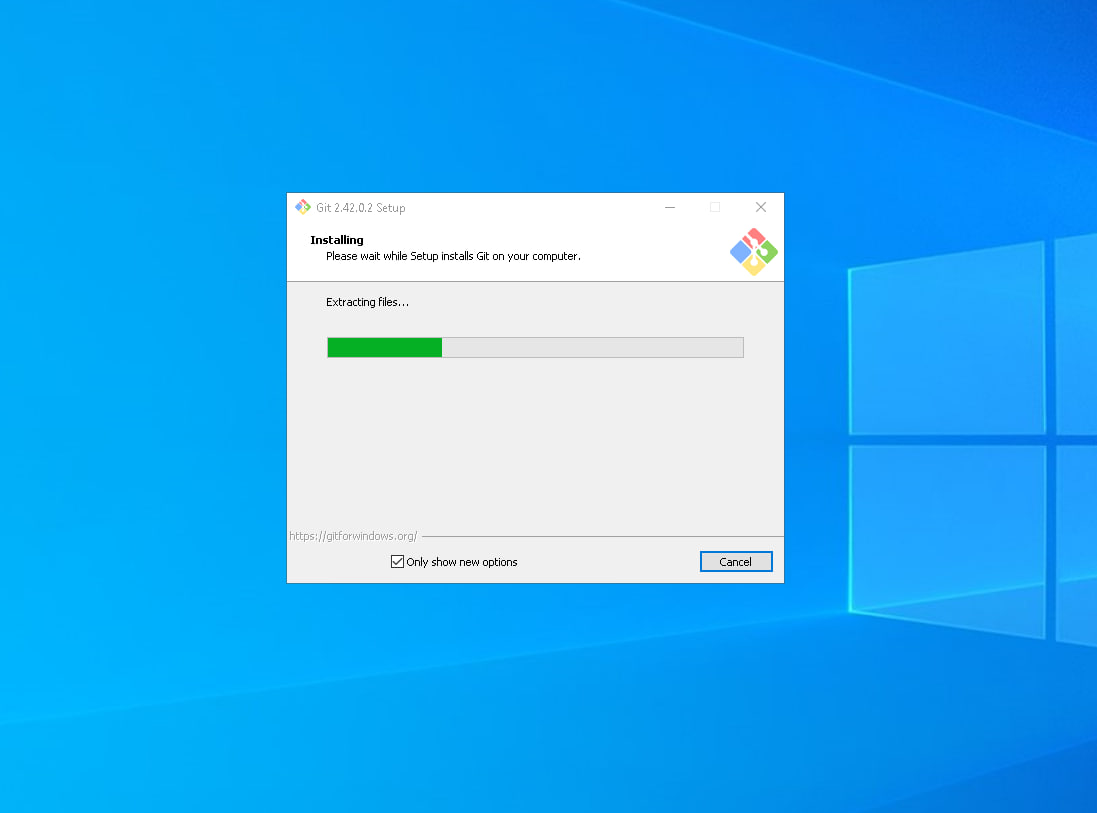 Git 2.42.0.2 Setup
Installing
Please wait while Setup installs Git on your computer.
Extracting files...
https://gitforwindows.org/
Only show new options
Cancel